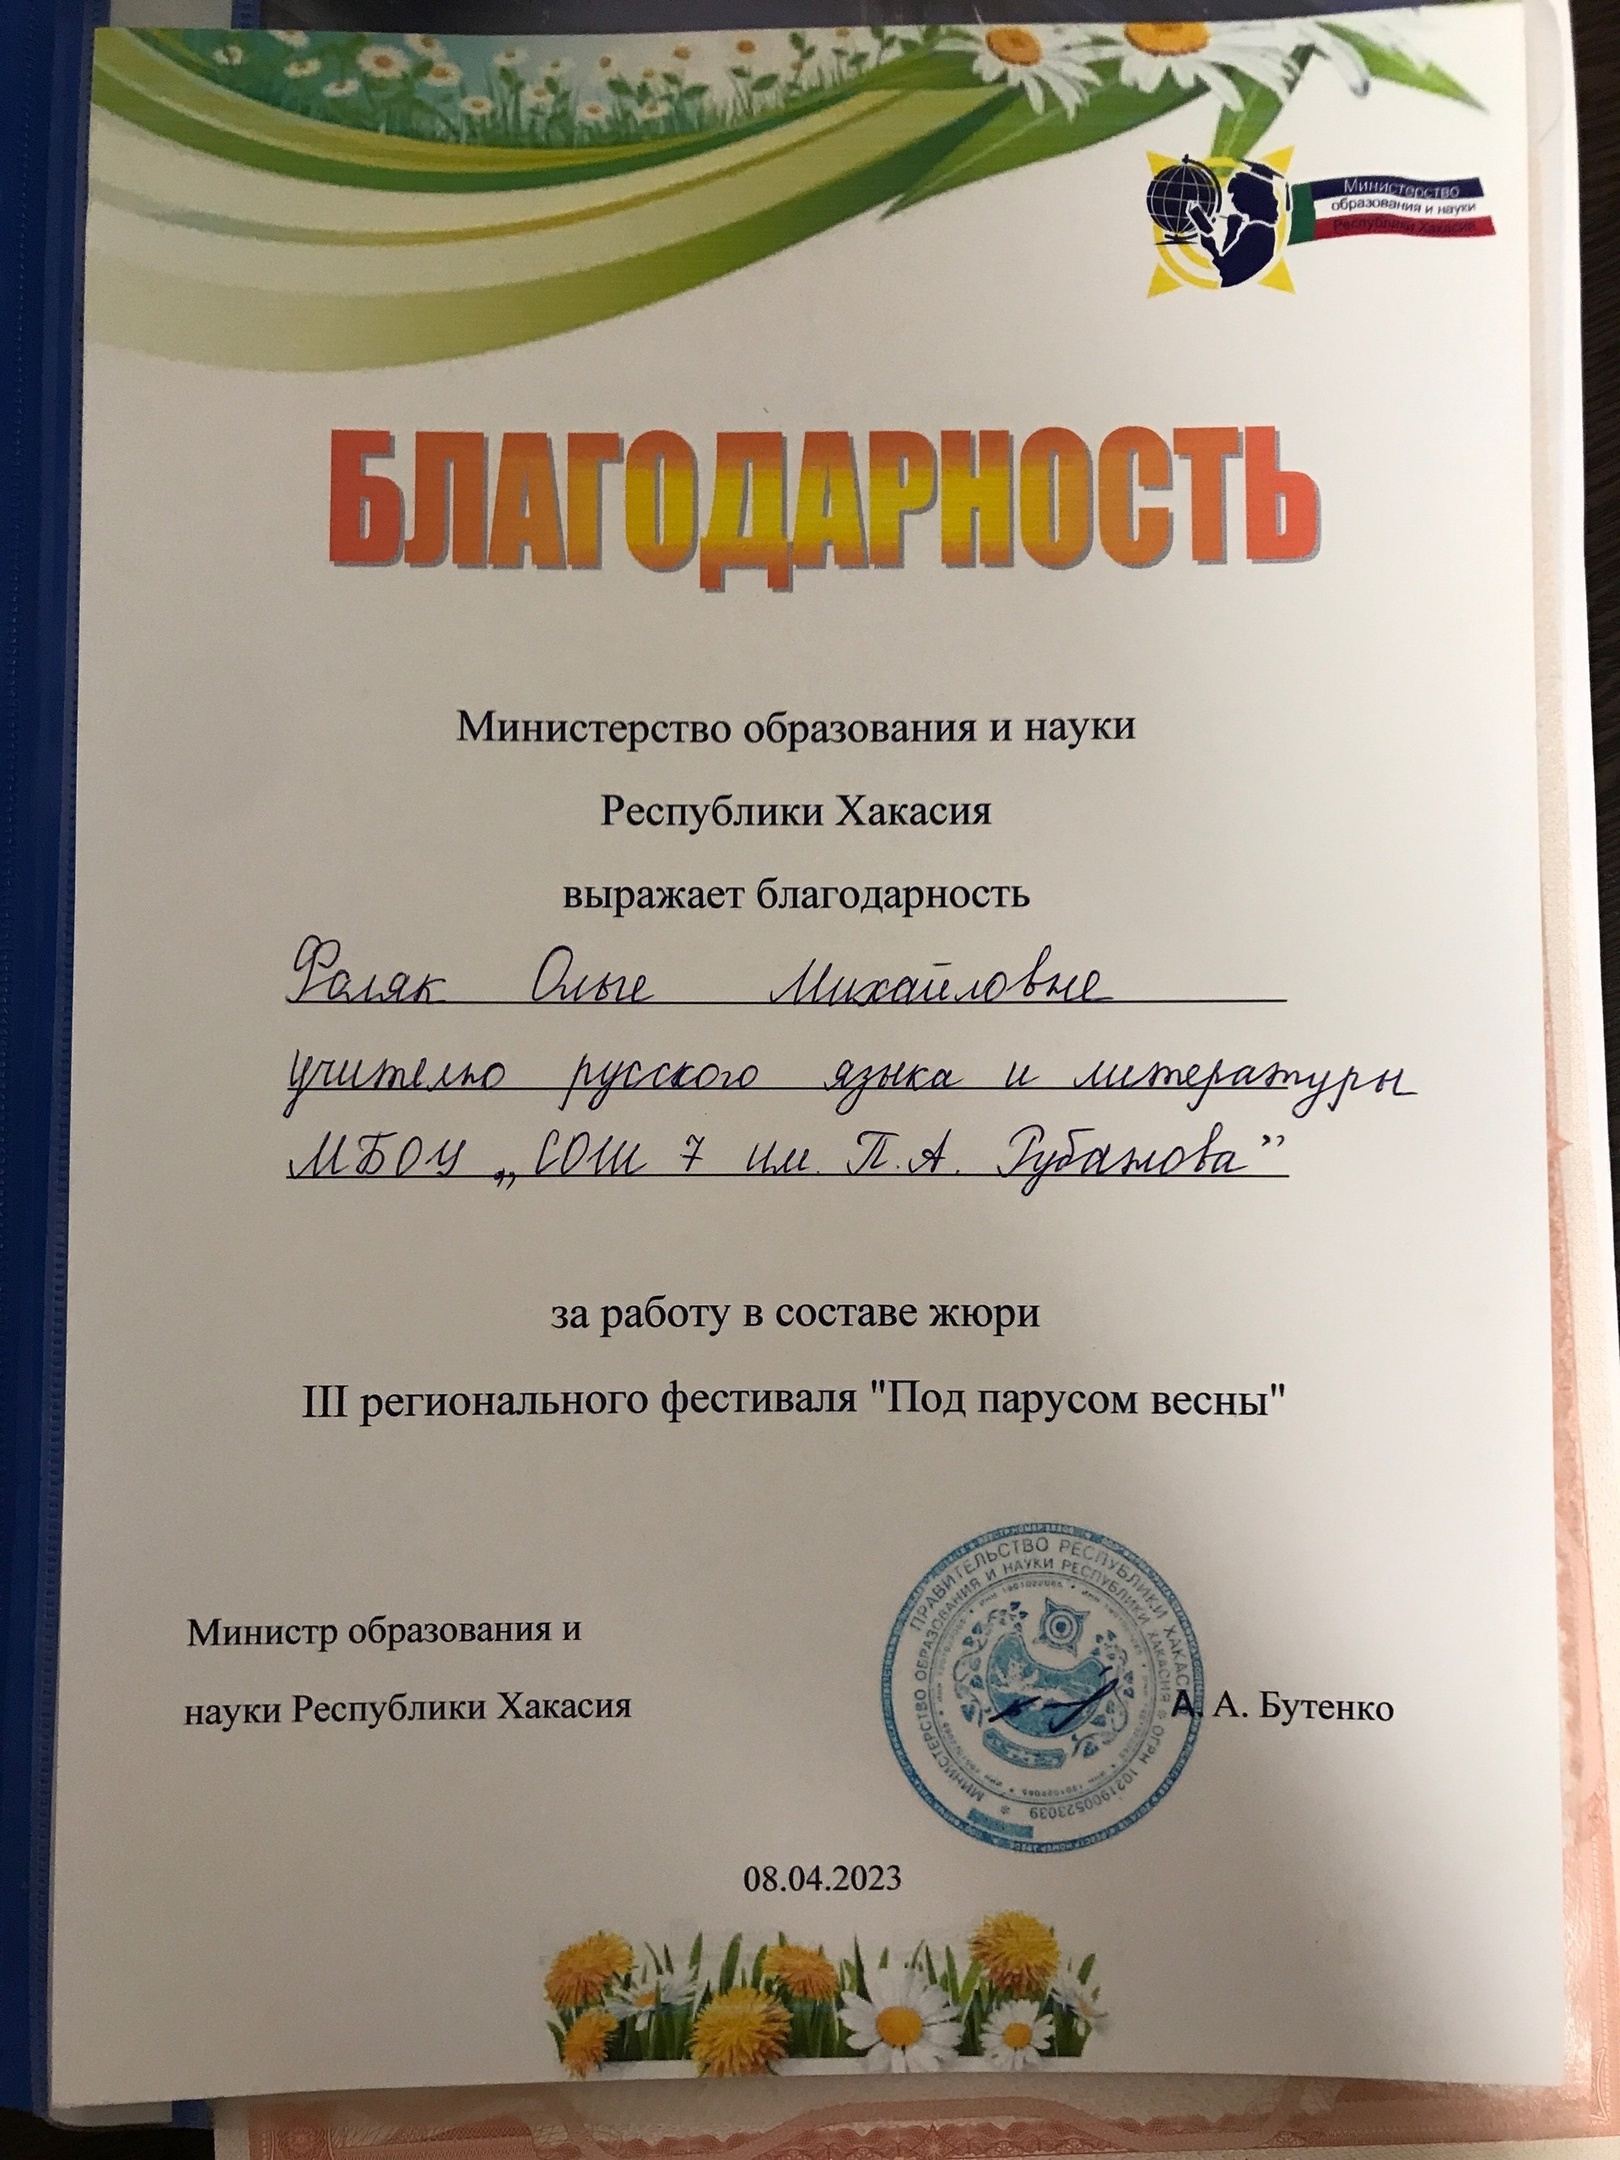 Министерство
образования и науки
Республики Хакасия
БЛАГОДАРНОСТЬ
Министерство образования и науки
Республики Хакасия
выражает благодарность
Фоляк Ольге Михайловне
учителю русского языка и литературы
МБОУ „СОШ 7 им. П.А. Рубанова”
за работу в составе жюри
III регионального фестиваля "Под парусом весны"
ПРАВИТЕЛЬСТВО РЕСПУБЛИКИ ХАКАСИЯ
МИНИСТЕРСТВО ОБРАЗОВАНИЯ И НАУКИ РЕСПУБЛИКИ ХАКАСИЯ
ОГРН 1021900523039
Министр образования и
науки Республики Хакасия А. А. Бутенко
08.04.2023